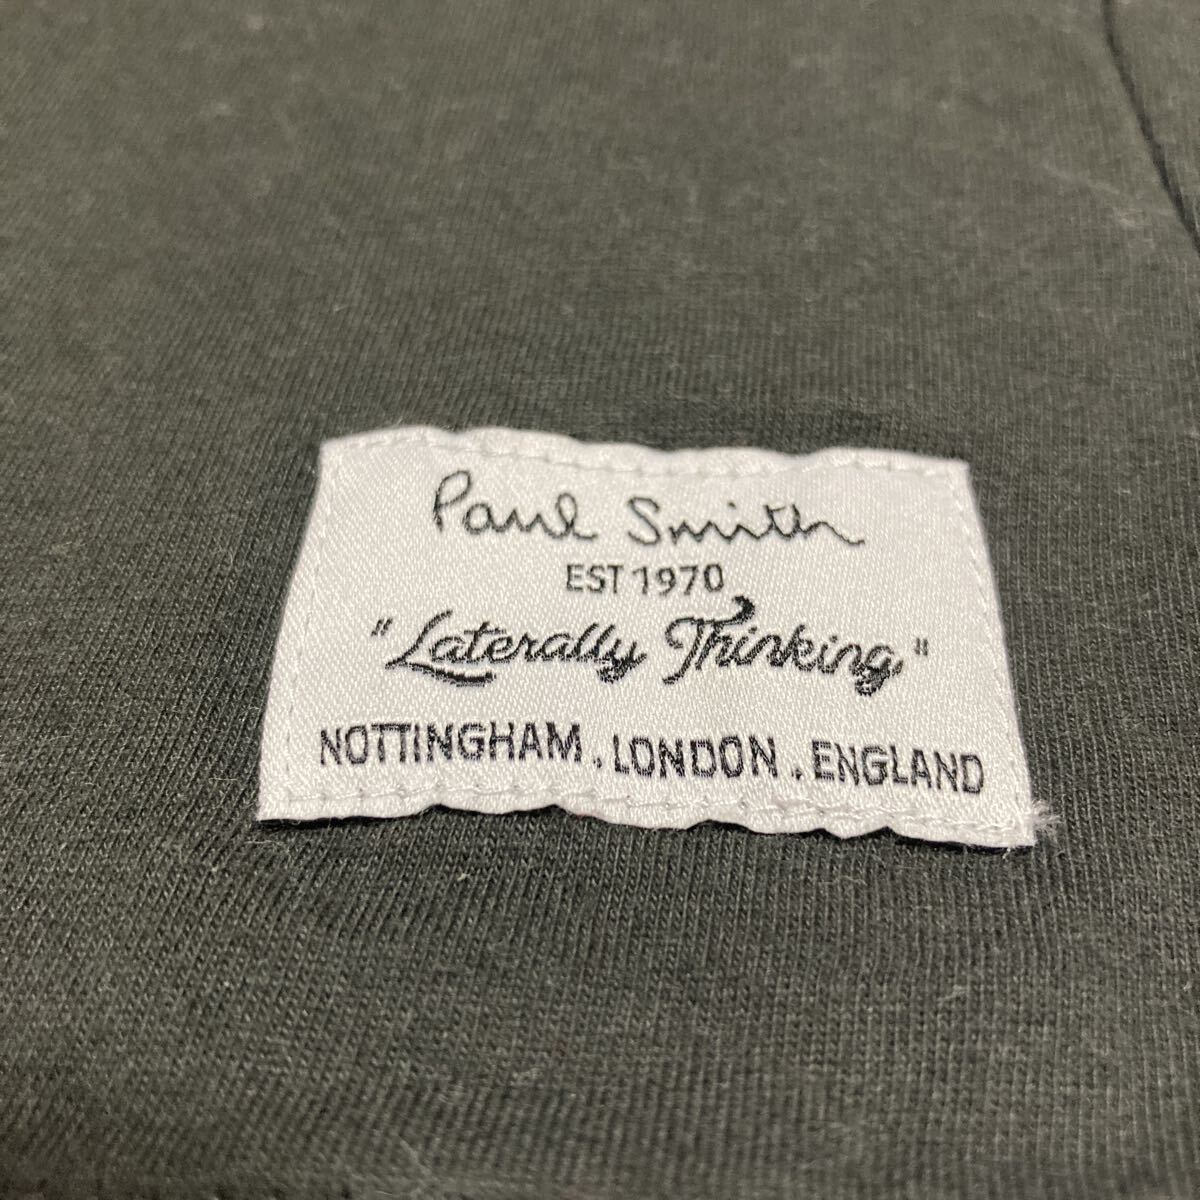 Paul Smith
EST 1970
"Laterally Thinking"
NOTTINGHAM . LONDON . ENGLAND